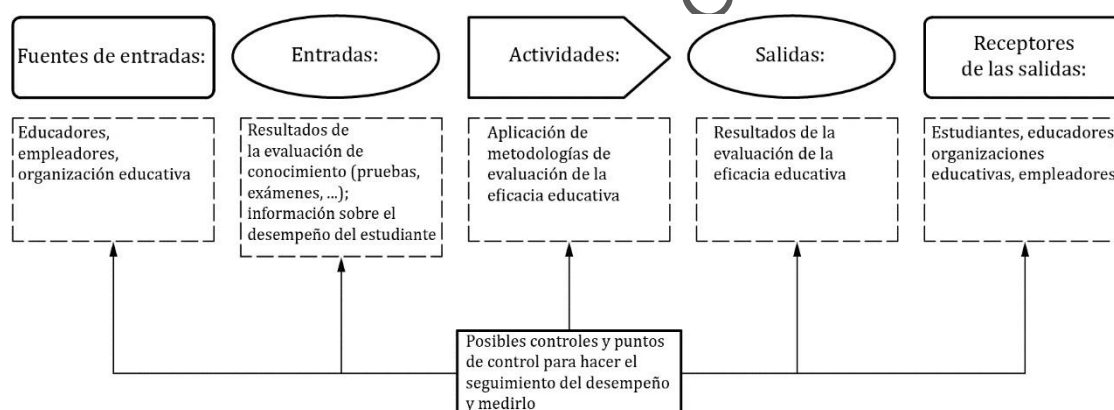 Fuentes de entradas:
Entradas:
Actividades:
Salidas:
Receptores
de las salidas:
Educadores,
empleadores,
organización educativa
Resultados de
la evaluación de
conocimiento (pruebas,
exámenes, ...);
información sobre el
desempeño del estudiante
Aplicación de
metodologías de
evaluación de la
eficacia educativa
Resultados de la
evaluación de la
eficacia educativa
Estudiantes, educadores
organizaciones
educativas, empleadores
Posibles controles y puntos
de control para hacer el
seguimiento del desempeño
y medirlo